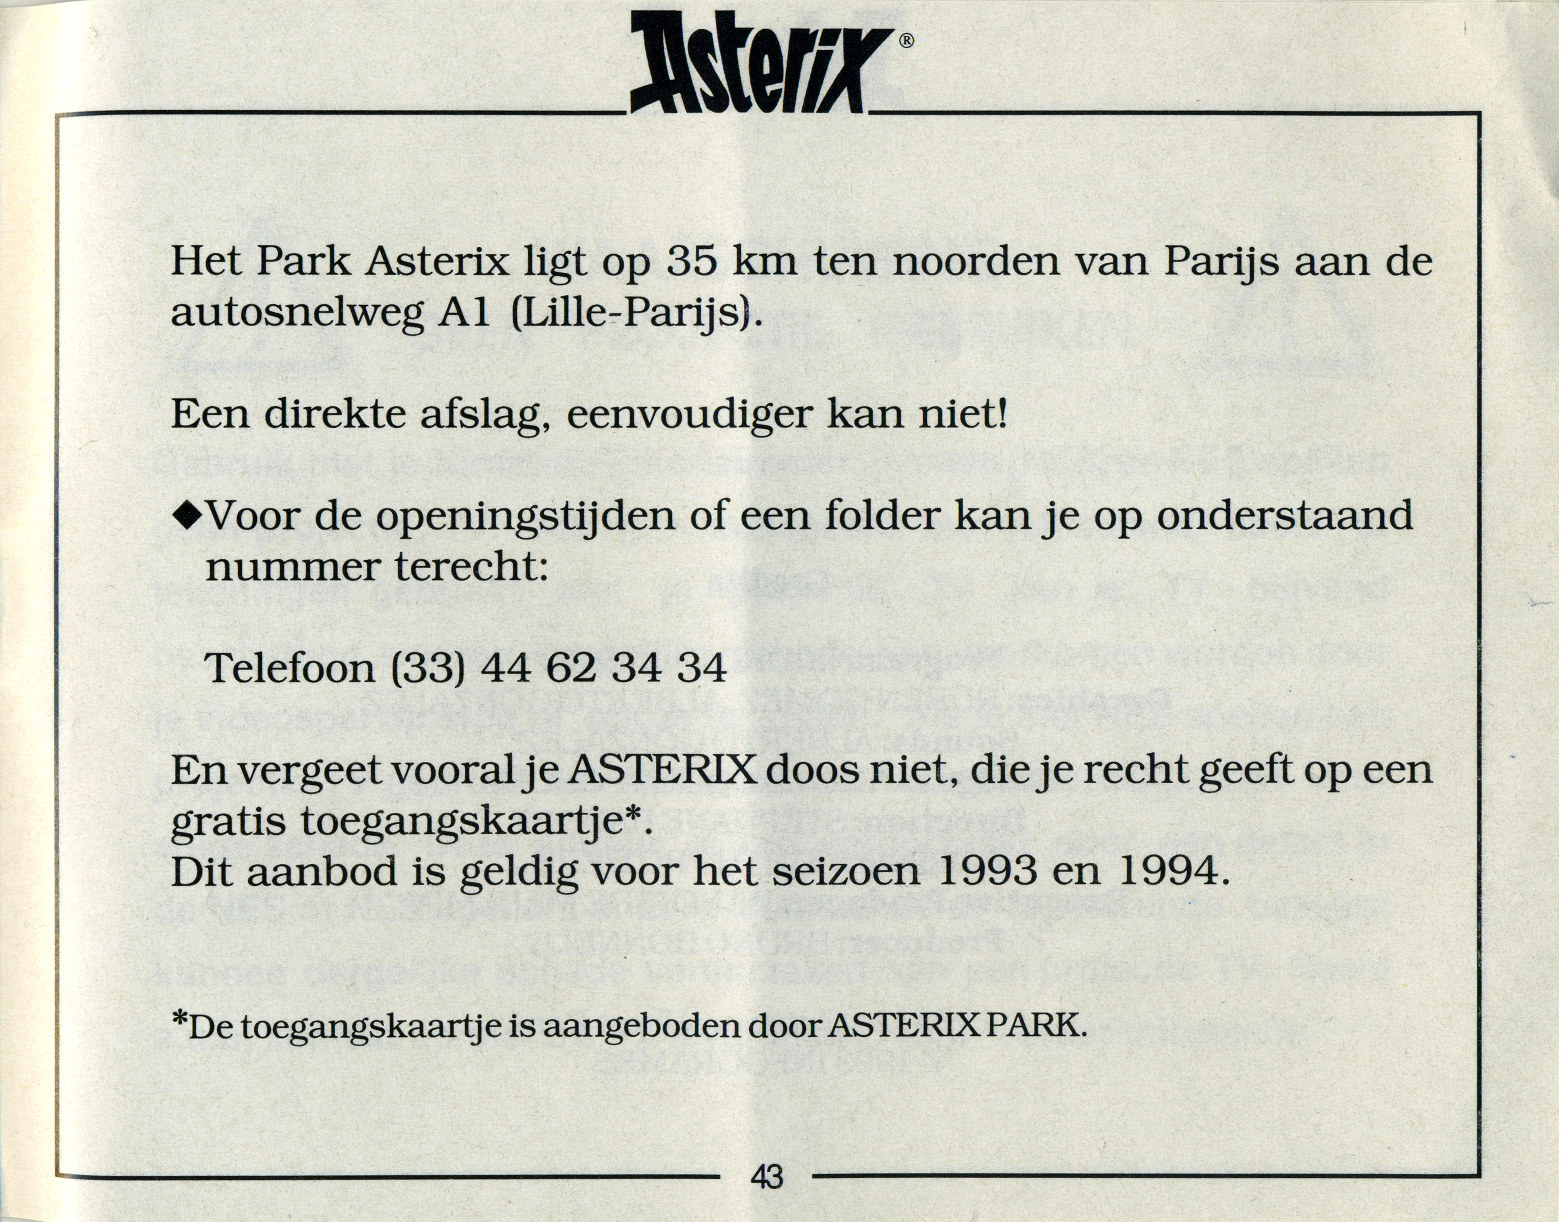 Asterix®
Het Park Asterix ligt op 35 km ten noorden van Parijs aan de
autosnelweg A1 (Lille-Parijs).
Een direkte afslag, eenvoudiger kan niet!
◆Voor de openingstijden of een folder kan je op onderstaand
nummer terecht:
Telefoon (33) 44 62 34 34
En vergeet vooral je ASTERIX doos niet, die je recht geeft op een
gratis toegangskaartje*.
Dit aanbod is geldig voor het seizoen 1993 en 1994.
*De toegangskaartje is aangeboden door ASTERIX PARK.
43